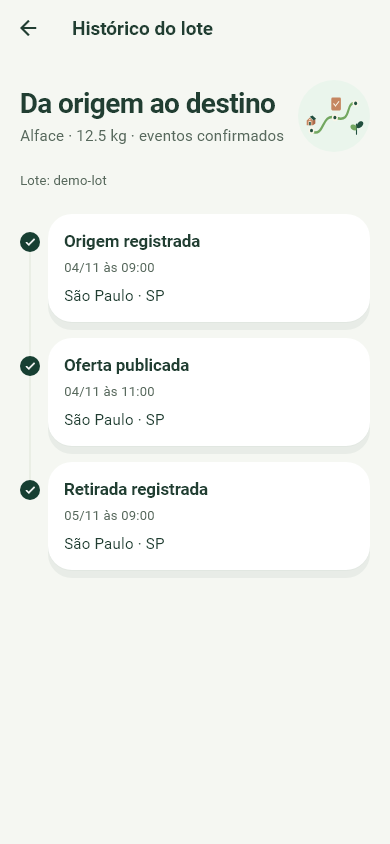 Histórico do lote
Da origem ao destino
Alface · 12.5 kg · eventos confirmados
Lote: demo-lot
Origem registrada
04/11 às 09:00
São Paulo · SP
Oferta publicada
04/11 às 11:00
São Paulo · SP
Retirada registrada
05/11 às 09:00
São Paulo · SP